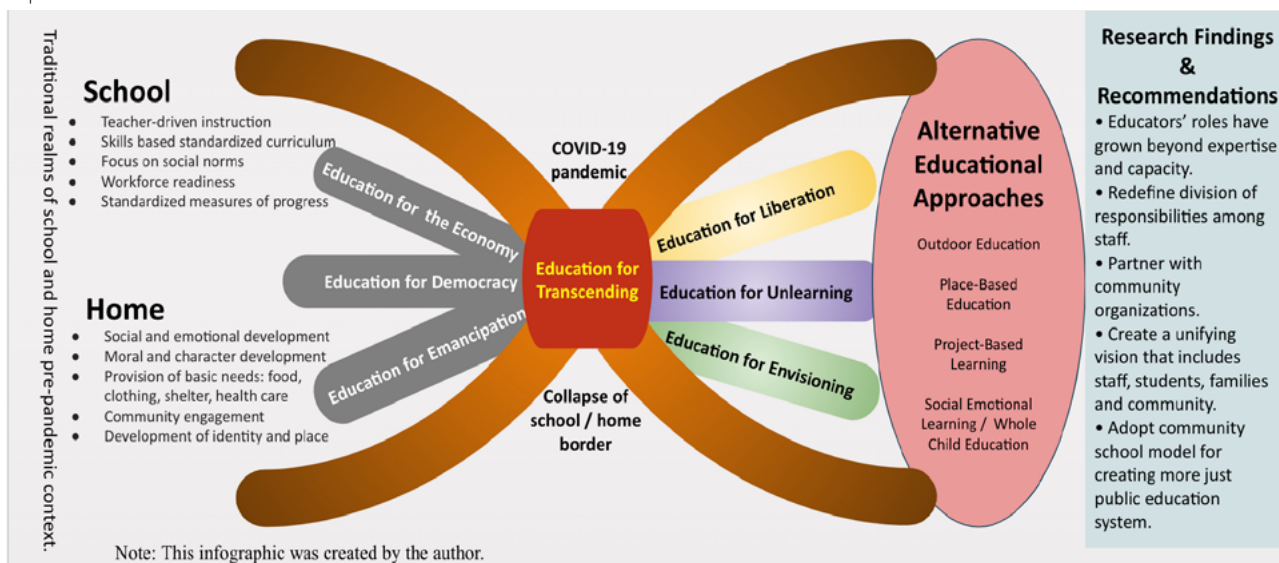 Traditional realms of school and home pre-pandemic context.
School
• Teacher-driven instruction
• Skills based standardized curriculum
• Focus on social norms
• Workforce readiness
• Standardized measures of progress
Home
• Social and emotional development
• Moral and character development
• Provision of basic needs: food,
clothing, shelter, health care
• Community engagement
• Development of identity and place
Education for the Economy
Education for Democracy
Education for Emancipation
COVID-19
pandemic
Education for
Transcending
Collapse of
school / home
border
Education for Liberation
Education for Unlearning
Education for Envisioning
Alternative
Educational
Approaches
Outdoor Education
Place-Based
Education
Project-Based
Learning
Social Emotional
Learning / Whole
Child Education
Research Findings
&
Recommendations
• Educators' roles have
grown beyond expertise
and capacity.
• Redefine division of
responsibilities among
staff.
• Partner with
community
organizations.
• Create a unifying
vision that includes
staff, students, families
and community.
• Adopt community
school model for
creating more just
public education
system.
Note: This infographic was created by the author.